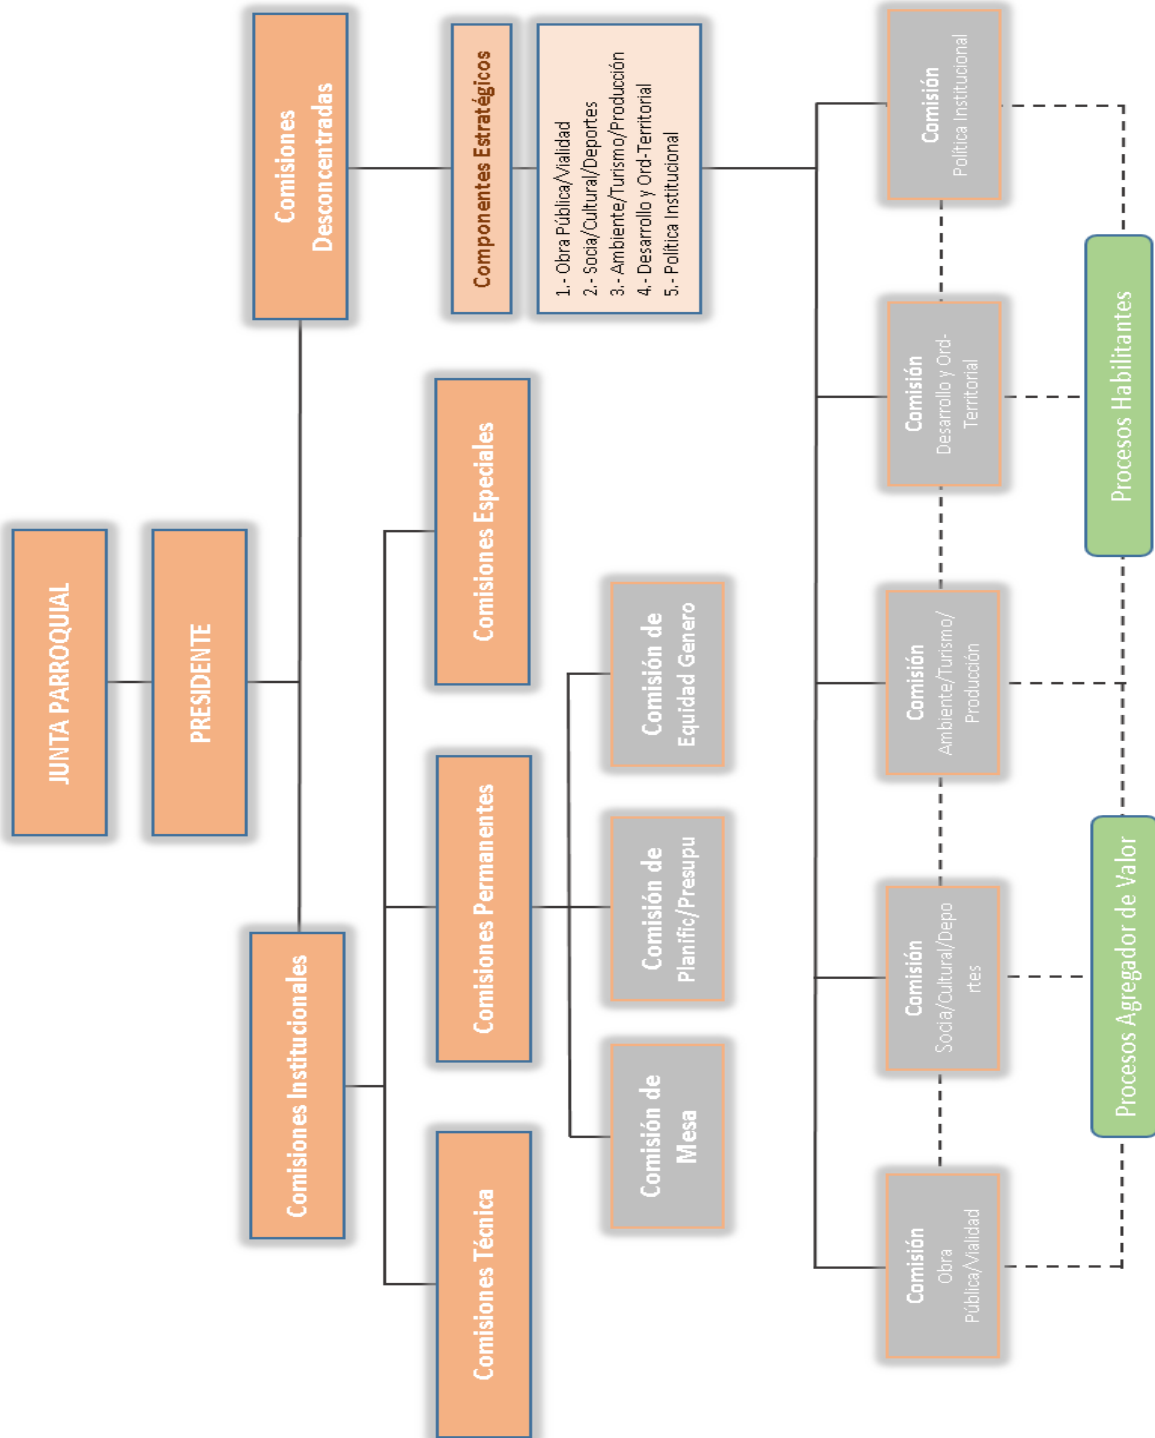 JUNTA PARROQUIAL
PRESIDENTE
Comisiones Institucionales
Comisiones
Desconcentradas
Comisiones Técnica
Comisiones Permanentes
Comisiones Especiales
Componentes Estratégicos
1.- Obra Pública/Vialidad
2.- Socia/Cultural/Deportes
3.- Ambiente/Turismo/Producción
4.- Desarrollo y Ord-Territorial
5.- Política Institucional
Comisión de
Mesa
Comisión de
Planific/Presupu
Comisión de
Equidad Genero
Comisión
Obra
Pública/Vialidad
Comisión
Socia/Cultural/Depo
rtes
Comisión
Ambiente/Turismo/
Producción
Comisión
Desarrollo y Ord-
Territorial
Comisión
Política Institucional
Procesos Agregador de Valor
Procesos Habilitantes